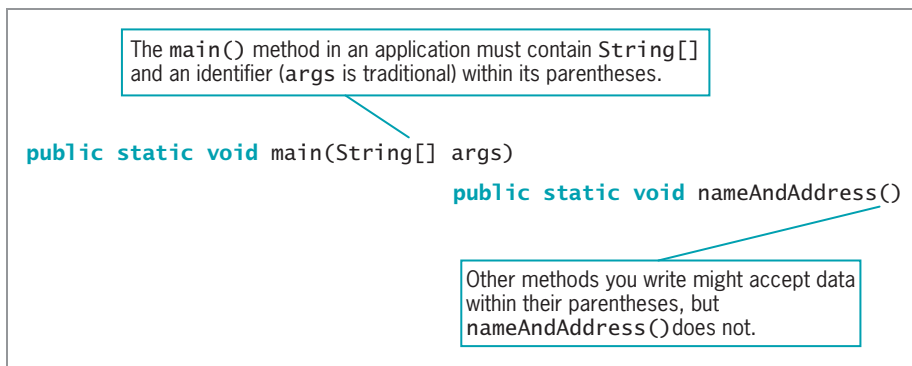 The main() method in an application must contain String[]
and an identifier (args is traditional) within its parentheses.
public static void main(String[] args)
public static void nameAndAddress()
Other methods you write might accept data
within their parentheses, but
nameAndAddress()does not.